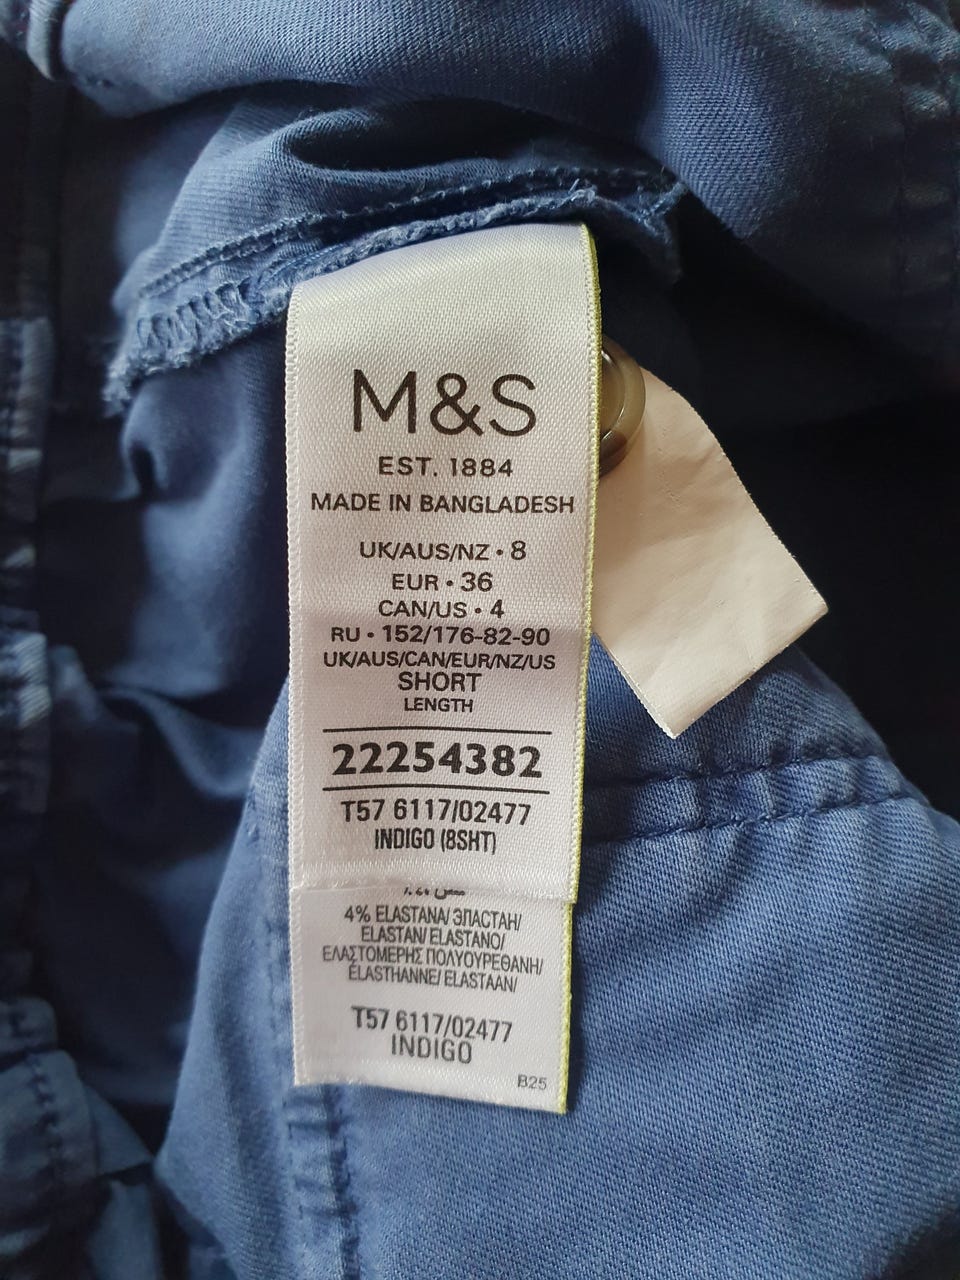 M&S
EST. 1884
MADE IN BANGLADESH
UK/AUS/NZ • 8
EUR • 36
CAN/US • 4
RU • 152/176-82-90
UK/AUS/CAN/EUR/NZ/US
SHORT
LENGTH
22254382
T57 6117/02477
INDIGO (8SHT)
4% ELASTANA/ ЭЛАСТАН/
ELASTAN/ ELASTANO/
ΕΛΑΣΤΟΜΕΡΗΣ ΠΟΛΥΟΥΡΕΘΑΝΗ/
ÉLASTHANNE/ ELASTAAN/
T57 6117/02477
INDIGO
B25